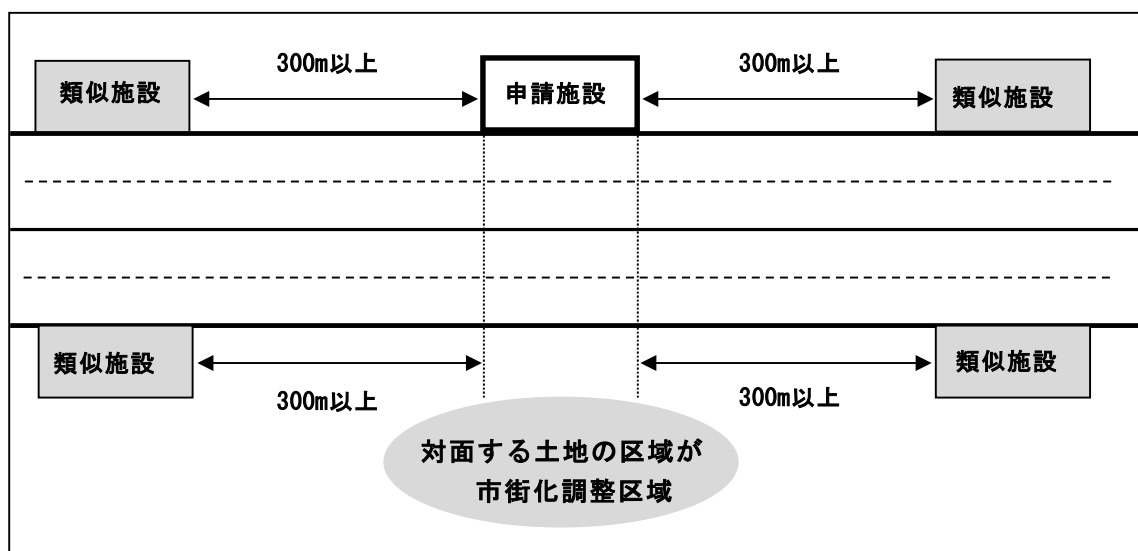 300m以上
300m以上
類似施設
申請施設
類似施設
類似施設
類似施設
300m以上
300m以上
対面する土地の区域が
市街化調整区域